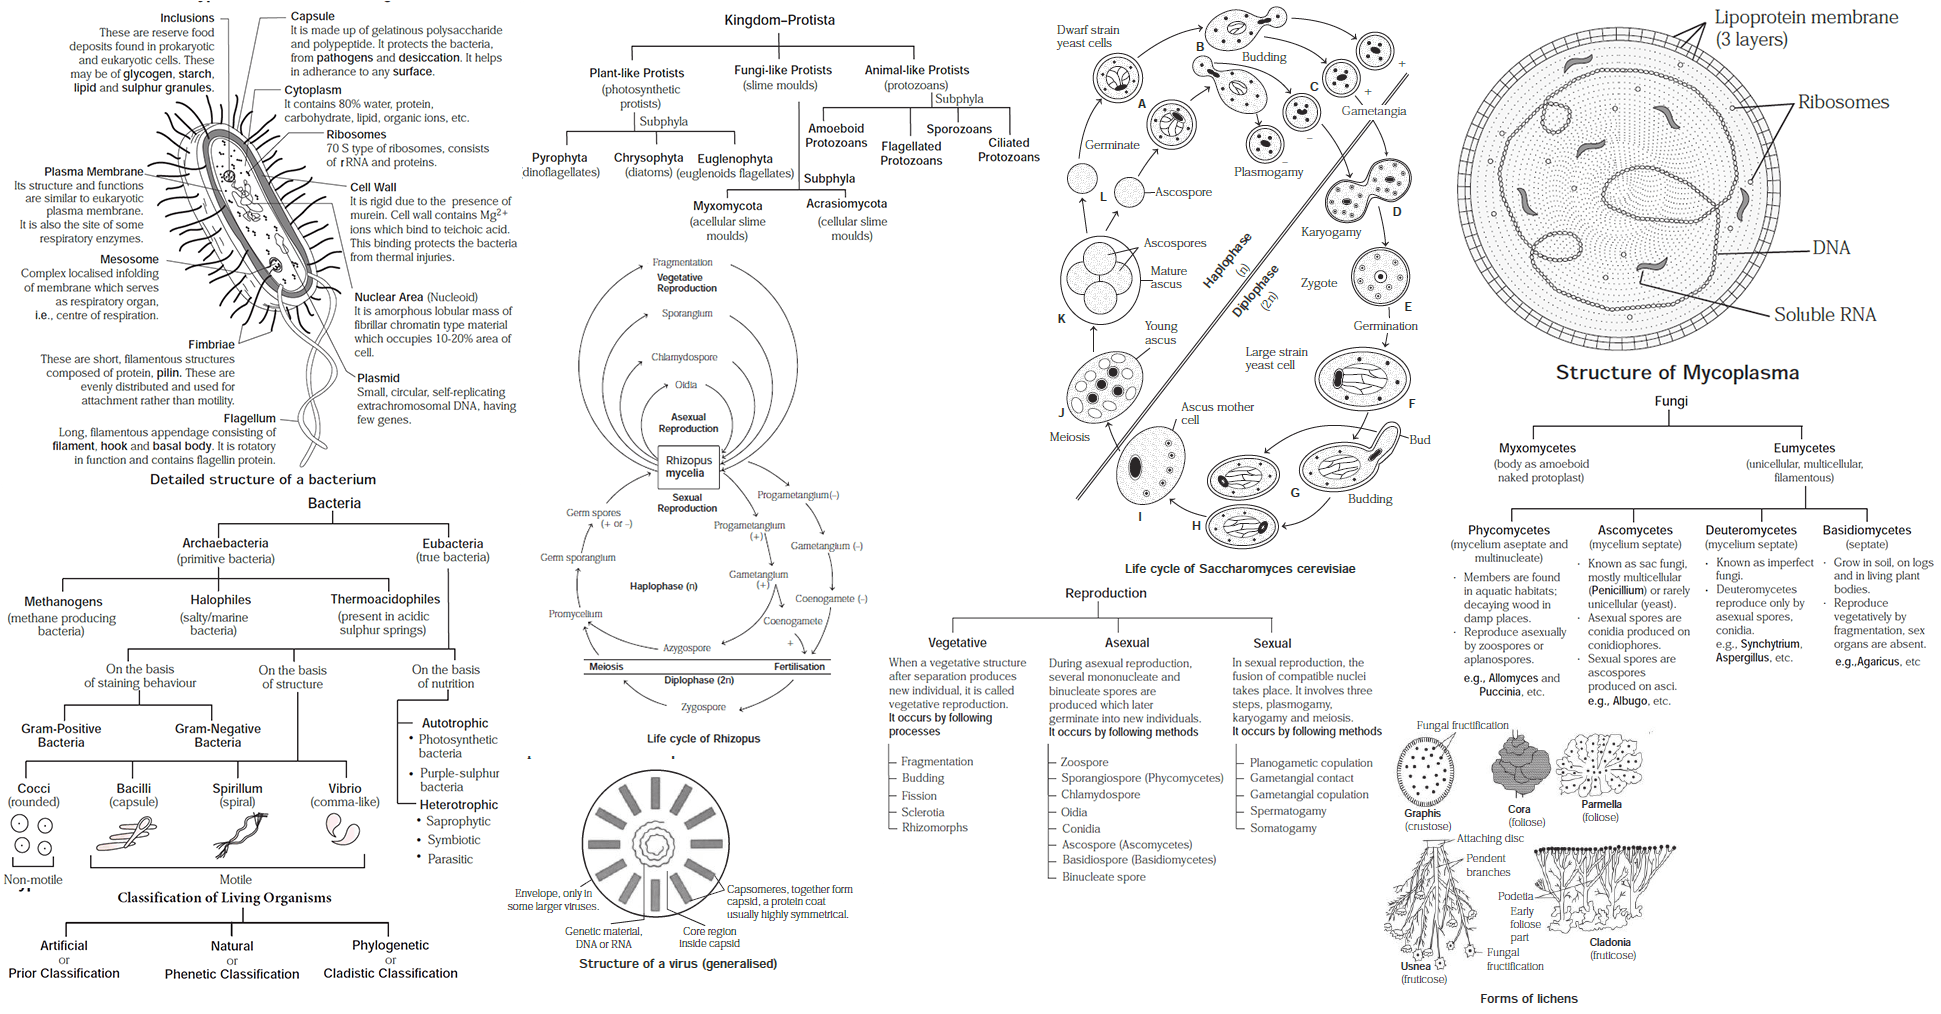 Inclusions
These are reserve food
deposits found in prokaryotic
and eukaryotic cells. These
may be of glycogen, starch,
lipid and sulphur granules.
Capsule
It is made up of gelatinous polysaccharide
and polypeptide. It protects the bacteria,
from pathogens and desiccation. It helps
in adherance to any surface.
Cytoplasm
It contains 80% water, protein,
carbohydrate, lipid, organic ions, etc.
Ribosomes
70 S type of ribosomes, consists
of rRNA and proteins.
Plasma Membrane
Its structure and functions
are similar to eukaryotic
plasma membrane.
It is also the site of some
respiratory enzymes.
Cell Wall
It is rigid due to the presence of
murein. Cell wall contains Mg2+
ions which bind to teichoic acid.
This binding protects the bacteria
from thermal injuries.
Mesosome
Complex localised infolding
of membrane which serves
as respiratory organ,
i.e., centre of respiration.
Nuclear Area (Nucleoid)
It is amorphous lobular mass of
fibrillar chromatin type material
which occupies 10-20% area of
cell.
Fimbriae
These are short, filamentous structures
composed of protein, pilin. These are
evenly distributed and used for
attachment rather than motility.
Plasmid
Small, circular, self-replicating
extrachromosomal DNA, having
few genes.
Flagellum
Long, filamentous appendage consisting of
filament, hook and basal body. It is rotatory
in function and contains flagellin protein.
Detailed structure of a bacterium
Bacteria
Archaebacteria
(primitive bacteria)
Eubacteria
(true bacteria)
Methanogens
(methane producing
bacteria)
Halophiles
(salty/marine
bacteria)
Thermoacidophiles
(present in acidic
sulphur springs)
On the basis
of staining behaviour
On the basis
of structure
On the basis
of nutrition
Gram-Positive
Bacteria
Gram-Negative
Bacteria
Autotrophic
• Photosynthetic
bacteria
• Purple-sulphur
bacteria
Heterotrophic
• Saprophytic
• Symbiotic
• Parasitic
Cocci
(rounded)
Bacilli
(capsule)
Spirillum
(spiral)
Vibrio
(comma-like)
Non-motile
Motile
Classification of Living Organisms
Artificial
or
Prior Classification
Natural
or
Phenetic Classification
Phylogenetic
or
Cladistic Classification
Kingdom–Protista
Plant-like Protists
(photosynthetic
protists)
Fungi-like Protists
(slime moulds)
Animal-like Protists
(protozoans)
Subphyla
Subphyla
Pyrophyta
(dinoflagellates)
Chrysophyta
(diatoms)
Euglenophyta
(euglenoids flagellates)
Amoeboid
Protozoans
Flagellated
Protozoans
Sporozoans
Ciliated
Protozoans
Subphyla
Myxomycota
(acellular slime
moulds)
Acrasiomycota
(cellular slime
moulds)
Fragmentation
Vegetative
Reproduction
Sporangium
Chlamydospore
Oidia
Asexual
Reproduction
Rhizopus
mycelia
Sexual
Reproduction
Progametangium(–)
Progametangium
(+)
Gametangium (–)
Gametangium
(+)
Coenogamete (–)
Coenogamete
+
Germ spores
(+ or –)
Germ sporangium
Haplophase (n)
Promycelium
Azygospore
Meiosis
Fertilisation
Diplophase (2n)
Zygospore
Life cycle of Rhizopus
Envelope, only in
some larger viruses.
Capsomeres, together form
capsid, a protein coat
usually highly symmetrical.
Genetic material,
DNA or RNA
Core region
inside capsid
Structure of a virus (generalised)
Dwarf strain
yeast cells
A
B
Budding
C
+
+
–
–
Gametangia
Germinate
Plasmogamy
L
Ascospore
D
Karyogamy
Ascospores
Mature
ascus
K
Haplophase
(n)
Diplophase
(2n)
Zygote
E
Germination
Young
ascus
Large strain
yeast cell
F
J
Meiosis
Ascus mother
cell
Bud
G
Budding
H
I
Life cycle of Saccharomyces cerevisiae
Reproduction
Vegetative
When a vegetative structure
after separation produces
new individual, it is called
vegetative reproduction.
It occurs by following
processes
Fragmentation
Budding
Fission
Sclerotia
Rhizomorphs
Asexual
During asexual reproduction,
several mononucleate and
binucleate spores are
produced which later
germinate into new individuals.
It occurs by following methods
Zoospore
Sporangiospore (Phycomycetes)
Chlamydospore
Oidia
Conidia
Ascospore (Ascomycetes)
Basidiospore (Basidiomycetes)
Binucleate spore
Sexual
In sexual reproduction, the
fusion of compatible nuclei
takes place. It involves three
steps, plasmogamy,
karyogamy and meiosis.
It occurs by following methods
Planogametic copulation
Gametangial contact
Gametangial copulation
Spermatogamy
Somatogamy
Lipoprotein membrane
(3 layers)
Ribosomes
DNA
Soluble RNA
Structure of Mycoplasma
Fungi
Myxomycetes
(body as amoeboid
naked protoplast)
Eumycetes
(unicellular, multicellular,
filamentous)
Phycomycetes
(mycelium aseptate and
multinucleate)
· Members are found
in aquatic habitats;
decaying wood in
damp places.
· Reproduce asexually
by zoospores or
aplanospores.
e.g., Allomyces and
Puccinia, etc.
Ascomycetes
(mycelium septate)
· Known as sac fungi,
mostly multicellular
(Penicillium) or rarely
unicellular (yeast).
· Asexual spores are
conidia produced on
conidiophores.
· Sexual spores are
ascospores
produced on asci.
e.g., Albugo, etc.
Deuteromycetes
(mycelium septate)
· Known as imperfect
fungi.
· Deuteromycetes
reproduce only by
asexual spores,
conidia.
e.g., Synchytrium,
Aspergillus, etc.
Basidiomycetes
(septate)
· Grow in soil, on logs
and in living plant
bodies.
· Reproduce
vegetatively by
fragmentation, sex
organs are absent.
e.g.,Agaricus, etc
Fungal fructification
Graphis
(crustose)
Cora
(foliose)
Parmella
(foliose)
Attaching disc
Pendent
branches
Podetia
Early
foliose
part
Fungal
fructification
Usnea
(fruticose)
Cladonia
(fruticose)
Forms of lichens